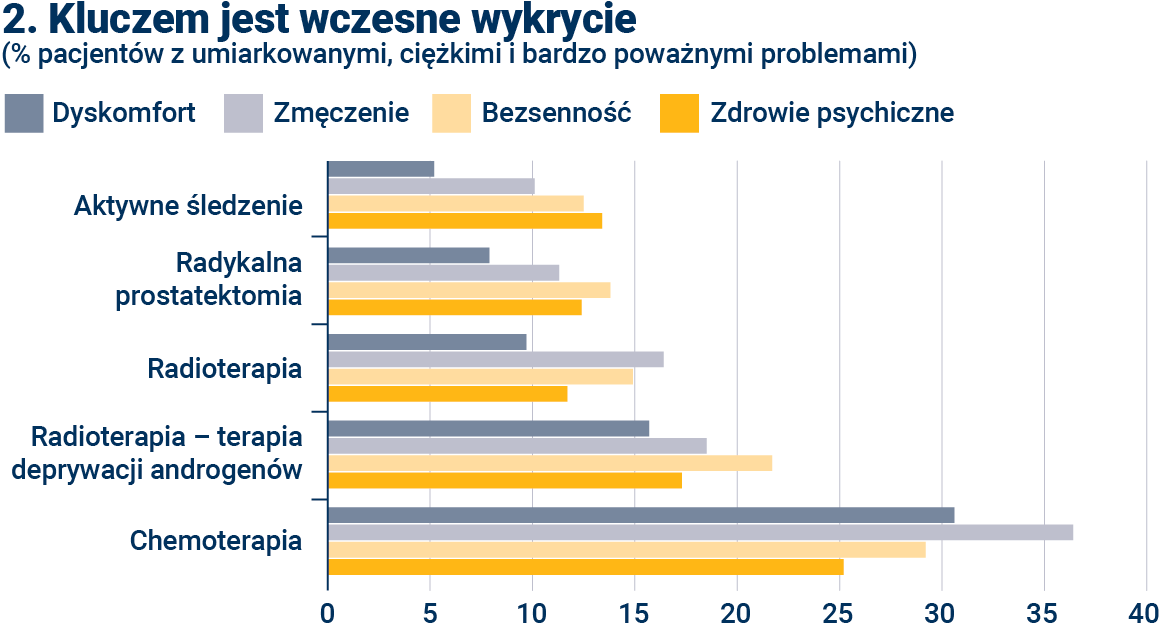 2. Kluczem jest wczesne wykrycie
(% pacjentów z umiarkowanymi, ciężkimi i bardzo poważnymi problemami)
Dyskomfort Zmęczenie Bezsenność Zdrowie psychiczne
Aktywne śledzenie
Radykalna
prostatektomia
Radioterapia
Radioterapia – terapia
deprywacji androgenów
Chemoterapia
0 5 10 15 20 25 30 35 40